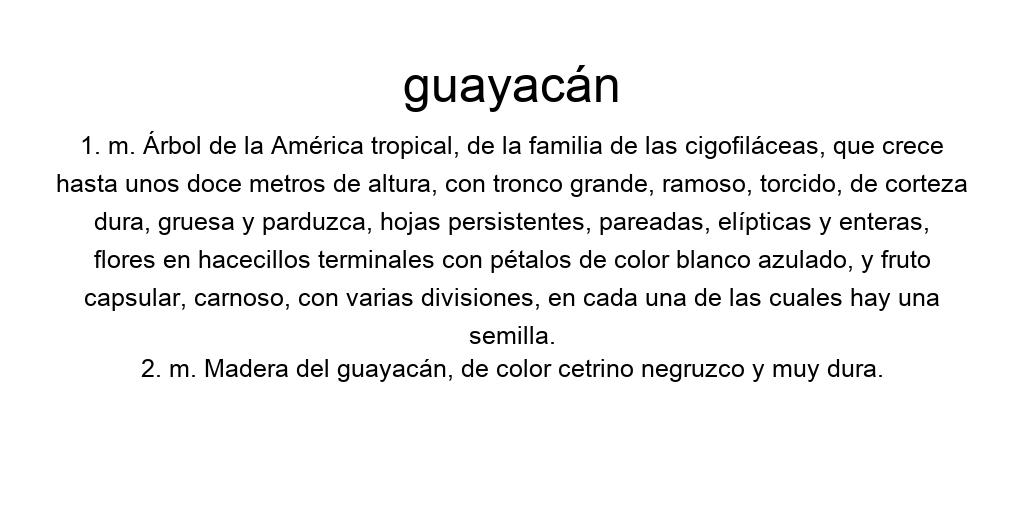 guayacán
1. m. Árbol de la América tropical, de la familia de las cigofiláceas, que crece
hasta unos doce metros de altura, con tronco grande, ramoso, torcido, de corteza
dura, gruesa y parduzca, hojas persistentes, pareadas, elípticas y enteras,
flores en hacecillos terminales con pétalos de color blanco azulado, y fruto
capsular, carnoso, con varias divisiones, en cada una de las cuales hay una
semilla.
2. m. Madera del guayacán, de color cetrino negruzco y muy dura.